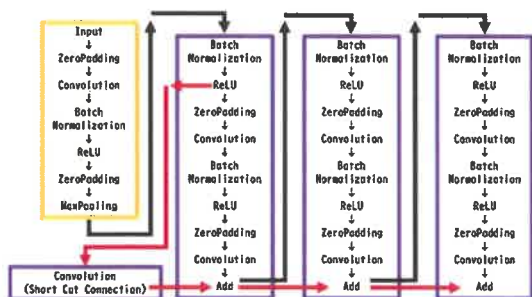 Input
ZeroPadding
Convolution
Batch
Normalization
ReLU
ZeroPadding
MaxPooling
Convolution
(Short Cut Connection)
Batch
Normalization
ReLU
ZeroPadding
Convolution
Batch
Normalization
ReLU
ZeroPadding
Convolution
Add
Batch
Normalization
ReLU
ZeroPadding
Convolution
Batch
Normalization
ReLU
ZeroPadding
Convolution
Add
Batch
Normalization
ReLU
ZeroPadding
Convolution
Batch
Normalization
ReLU
ZeroPadding
Convolution
Add